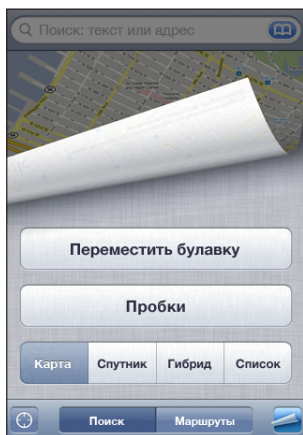 Поиск: текст или адрес
Переместить булавку
Пробки
Карта Спутник Гибрид Список
Поиск Маршруты